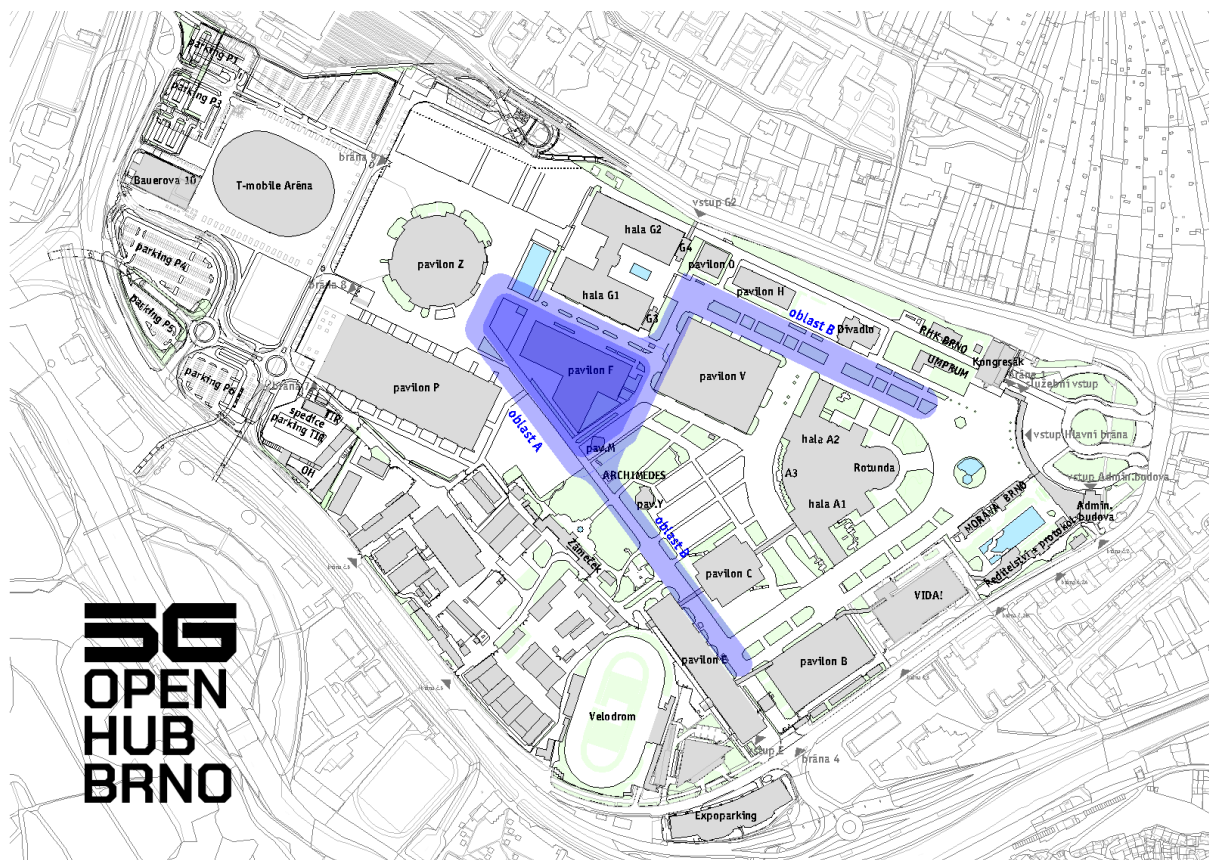 parking P1
parking P3
brána 9
Bauerova 10
T-mobile Aréna
vstup G2
hala G2
G4
pavilon O
parking P4
pavilon Z
pavilon H
brána 8
hala G1
oblast B
G3
Divadlo
parking P5
RHK BRNO
UMPRUM
Kongresák
brána 1
služební vstup
parking P6
pavilon P
pavilon F
pavilon V
spedice
parking TIR
TIR
oblast A
hala A2
vstup Hlavní brána
pav.M
A3
Rotunda
OH
ARCHIMEDES
vstup Admin.budova
pav.Y
hala A1
MORAVA BRNO
Admin.
budova
oblast B
Zámeček
Ředitelství + protokol
pavilon C
VIDA!
5G
OPEN
HUB
BRNO
pavilon E
pavilon B
Velodrom
vstup E
brána 4
Expoparking